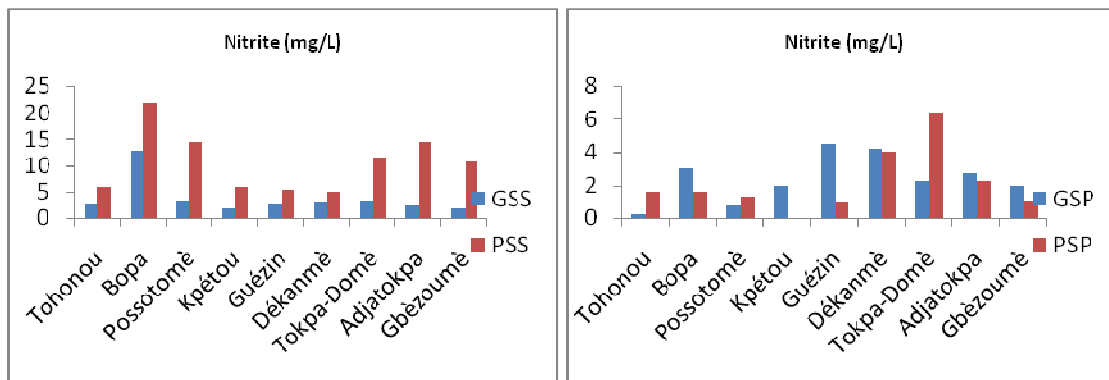 Nitrite (mg/L)
25
20
15
10
5
0
GSS
PSS
Tohonou
Bopa
Possotomè
Kpétou
Guézin
Dékanmè
Tokpa-Domè
Adjatokpa
Gbèzoumè
Nitrite (mg/L)
8
6
4
2
0
GSP
PSP
Tohonou
Bopa
Possotomè
Kpétou
Guézin
Dékanmè
Tokpa-Domè
Adjatokpa
Gbèzoumè